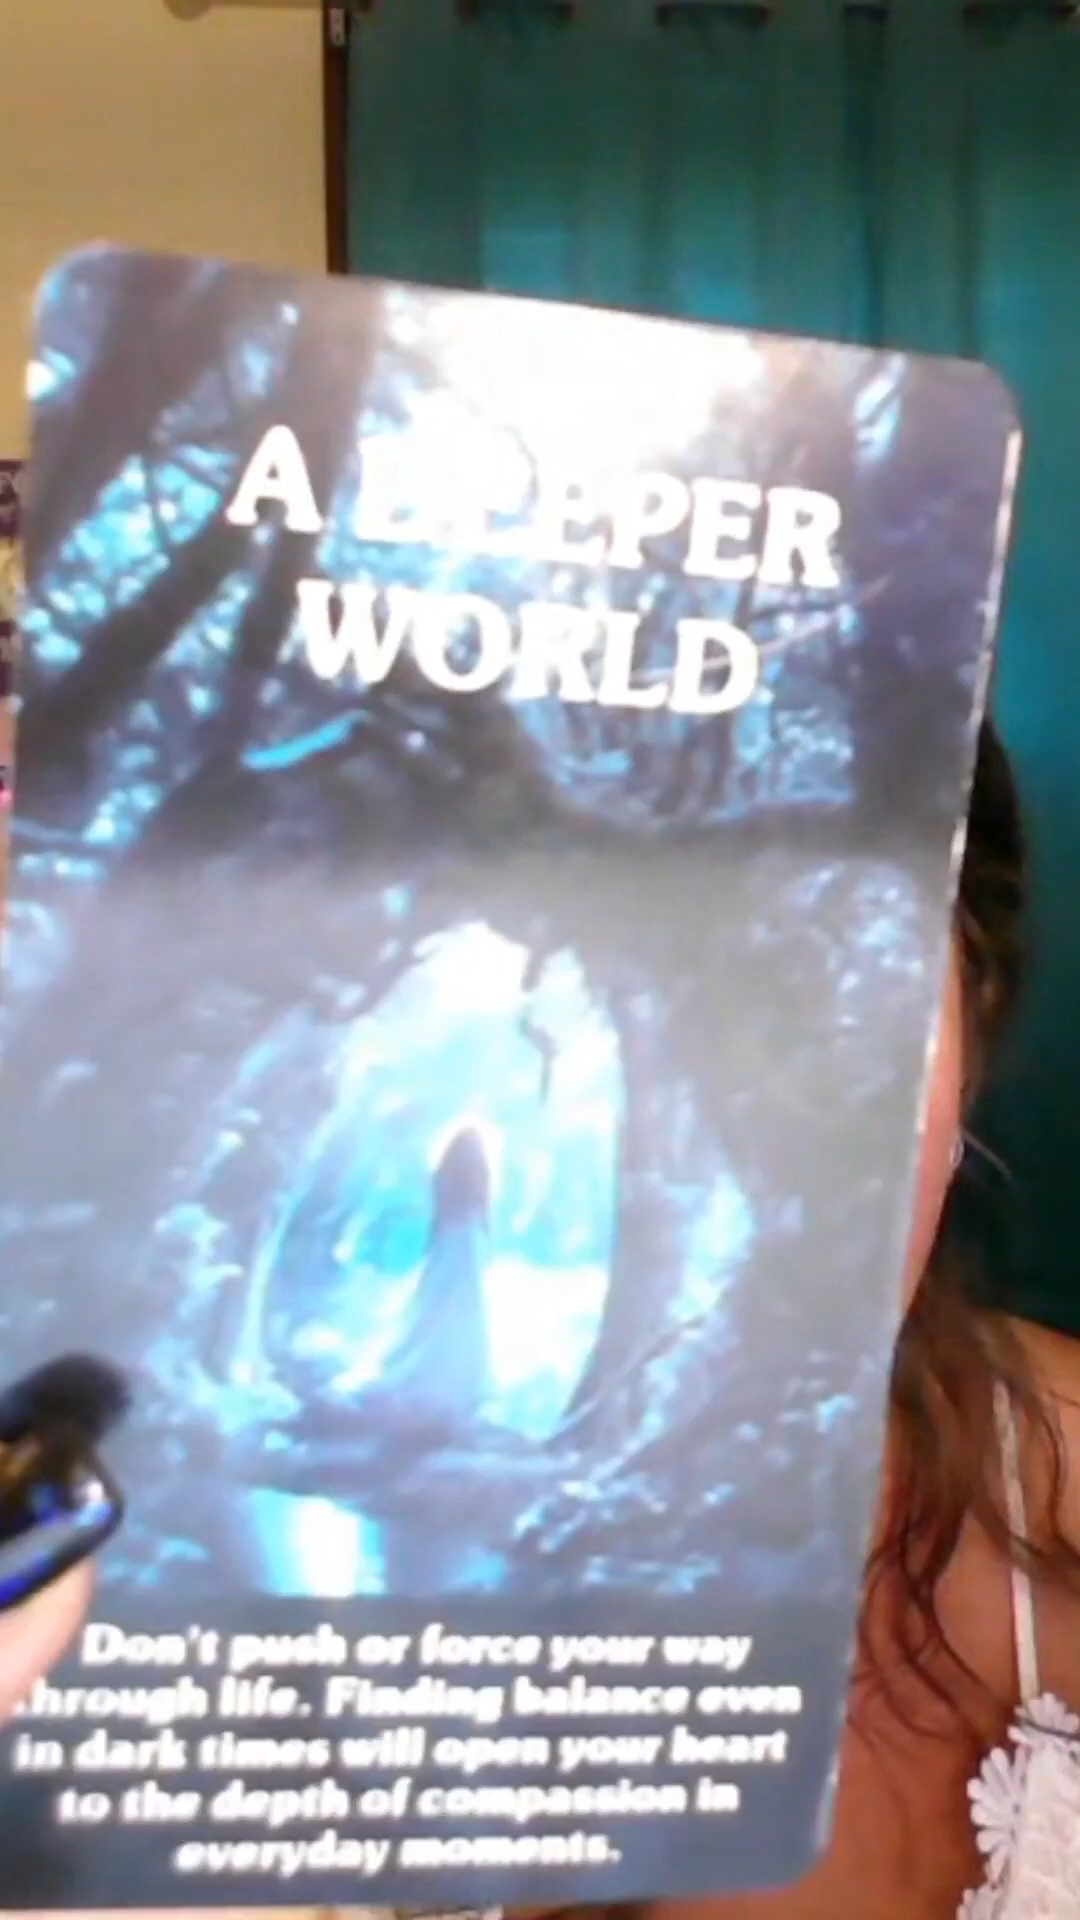 A DEEPER
WORLD
Don't push or force your way
through life. Finding balance even
in dark times will open your heart
to the depth of compassion in
everyday moments.